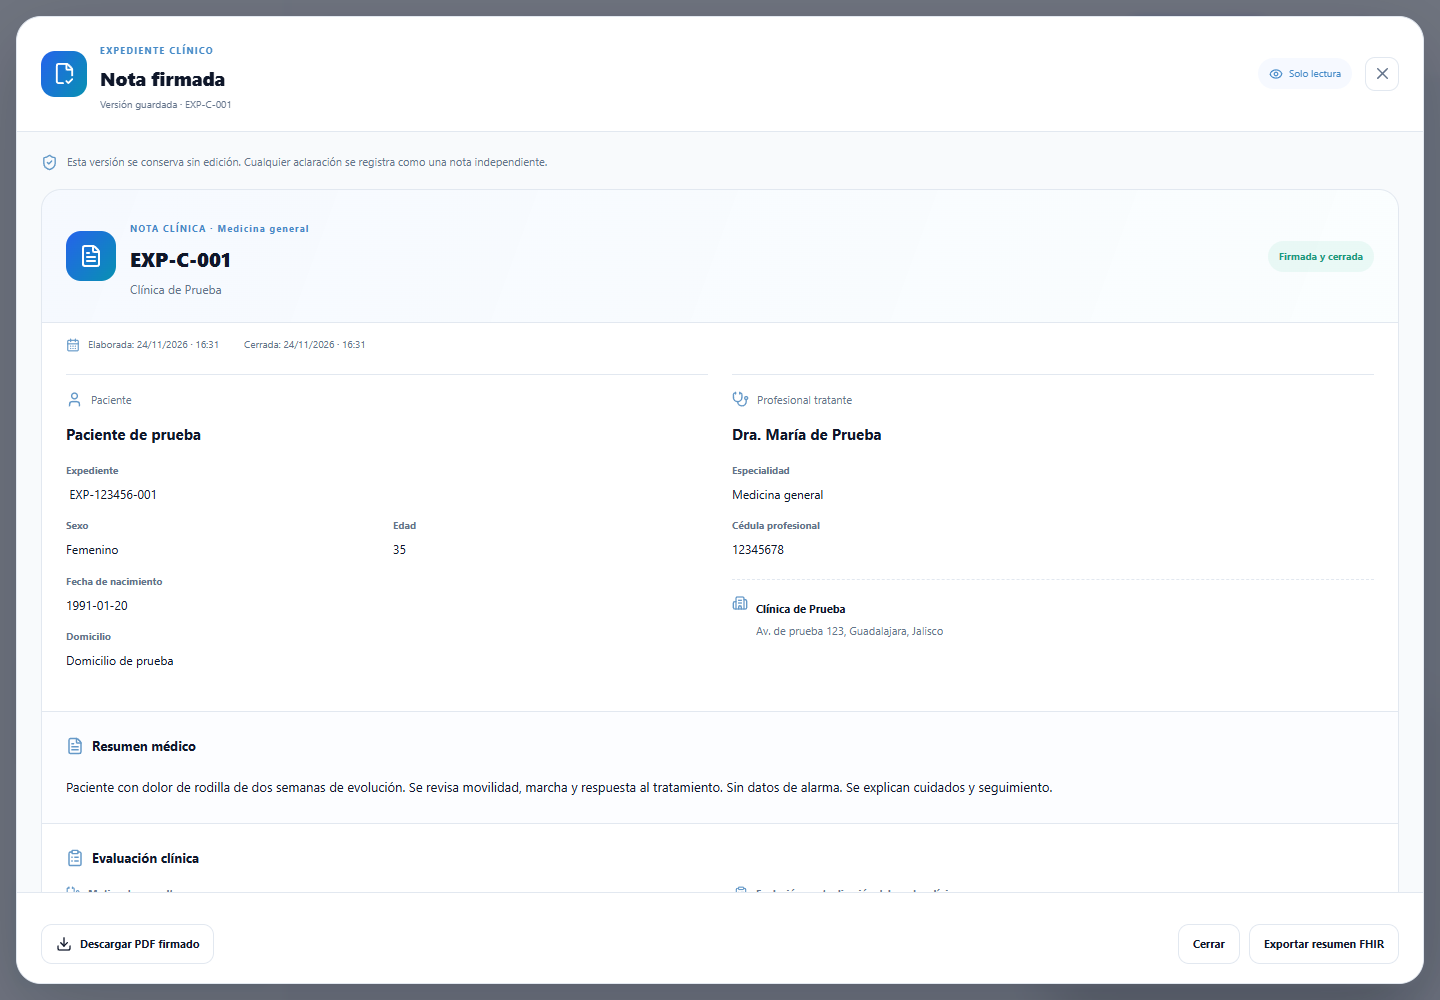 EXPEDIENTE CLÍNICO
Nota firmada
Versión guardada · EXP-C-001
Solo lectura
Esta versión se conserva sin edición. Cualquier aclaración se registra como una nota independiente.
NOTA CLÍNICA · Medicina general
EXP-C-001
Clínica de Prueba
Firmada y cerrada
Elaborada: 24/11/2026 · 16:31
Cerrada: 24/11/2026 · 16:31
Paciente
Paciente de prueba
Expediente
EXP-123456-001
Sexo
Femenino
Edad
35
Fecha de nacimiento
1991-01-20
Domicilio
Domicilio de prueba
Profesional tratante
Dra. María de Prueba
Especialidad
Medicina general
Cédula profesional
12345678
Clínica de Prueba
Av. de prueba 123, Guadalajara, Jalisco
Resumen médico
Paciente con dolor de rodilla de dos semanas de evolución. Se revisa movilidad, marcha y respuesta al tratamiento. Sin datos de alarma. Se explican cuidados y seguimiento.
Evaluación clínica
Descargar PDF firmado
Cerrar
Exportar resumen FHIR